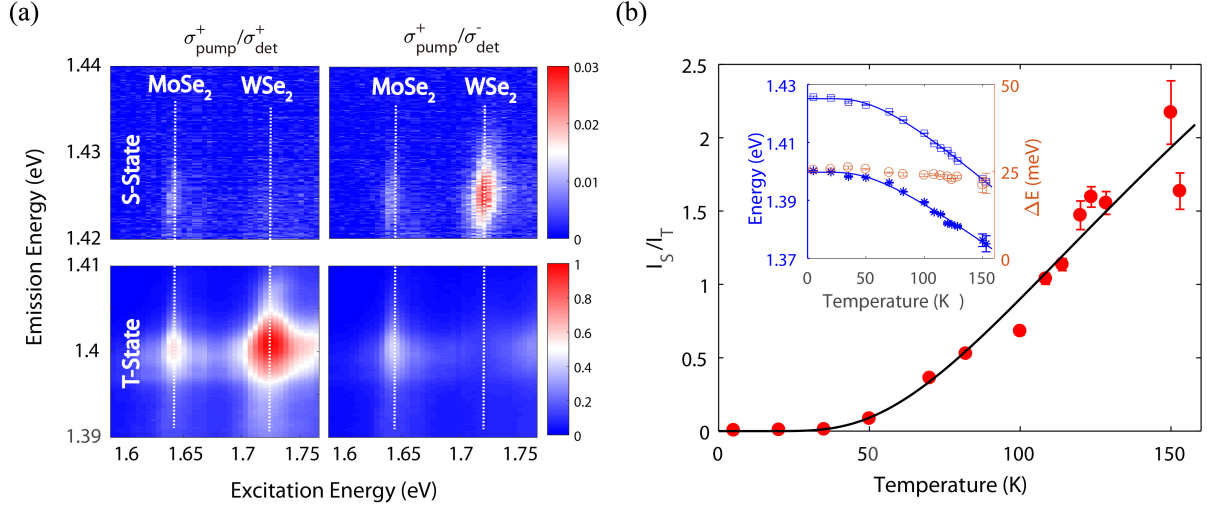 (a)
σ⁺pump/σ⁺det
σ⁺pump/σ⁻det
1.44
1.43
1.42
MoSe₂
WSe₂
MoSe₂
WSe₂
S-State
0.03
0.02
0.01
0
Emission Energy (eV)
1.41
1.4
1.39
T-State
1
0.8
0.6
0.4
0.2
0
1.6 1.65 1.7 1.75
1.6 1.65 1.7 1.75
Excitation Energy (eV)
(b)
2.5
2
1.5
1
0.5
0
I_S/I_T
0 50 100 150
Temperature (K)
1.43
1.41
1.39
1.37
Energy (eV)
50
25
0
ΔE (meV)
0 50 100 150
Temperature (K )